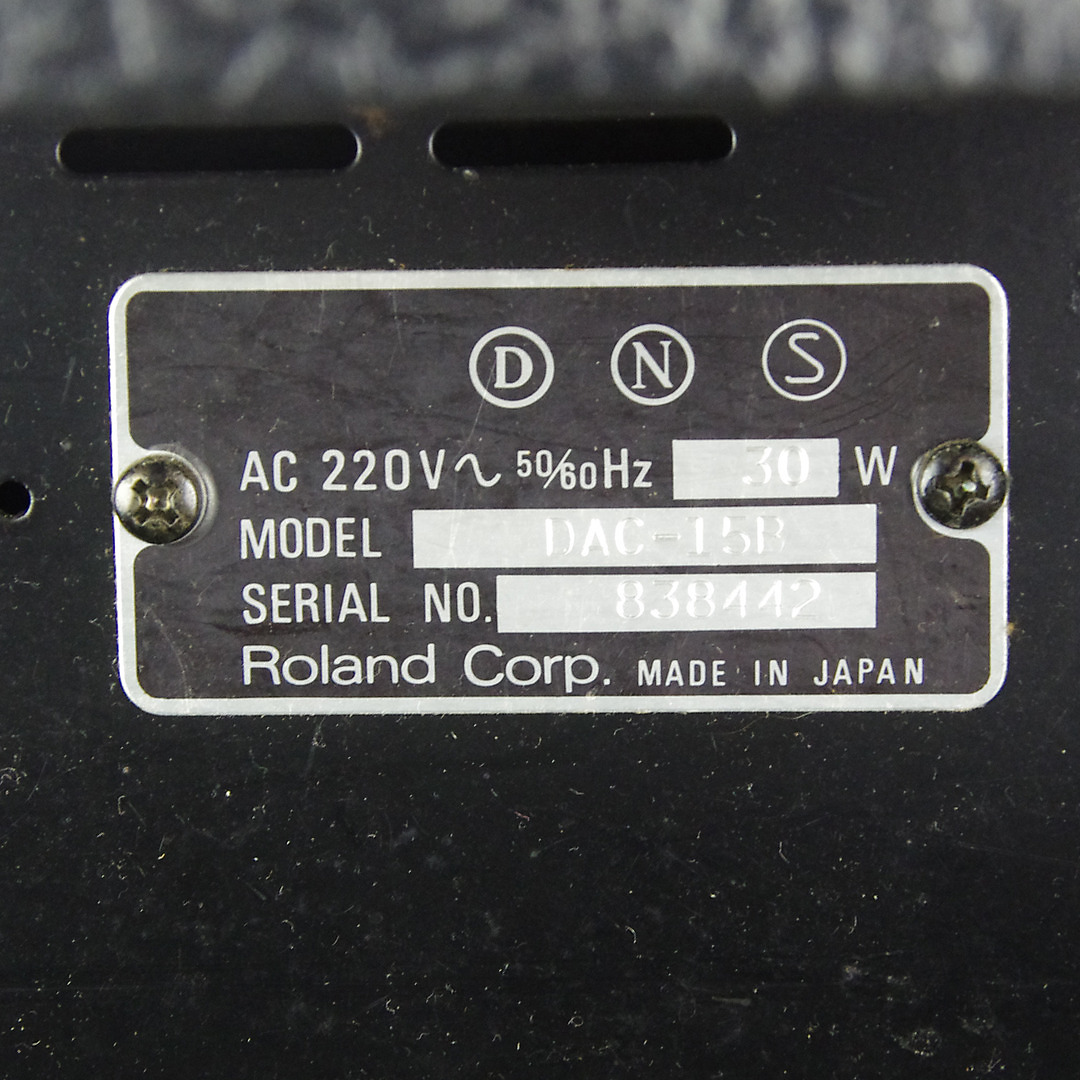 D N S
AC 220V~ 50/60Hz 30 W
MODEL DAC-15B
SERIAL NO. 838442
Roland Corp. MADE IN JAPAN